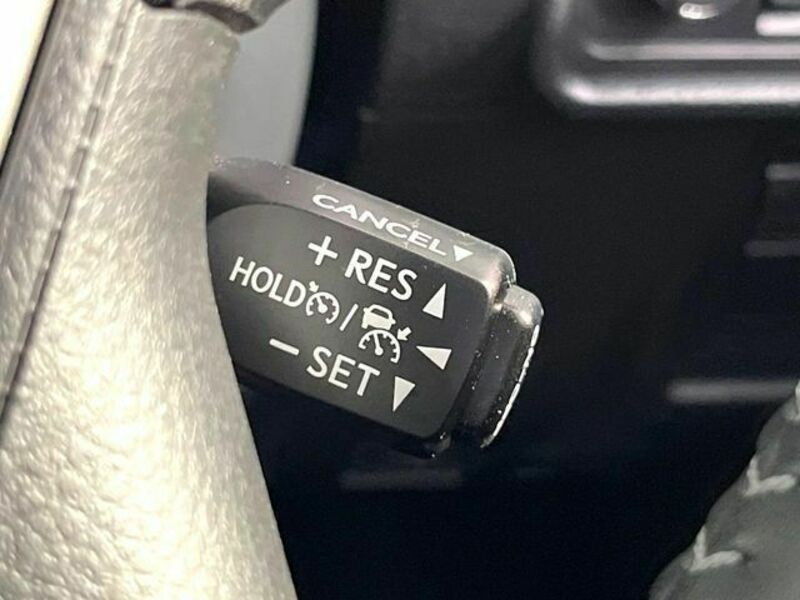 CANCEL▼
+ RES ▲
HOLD /
− SET ▼